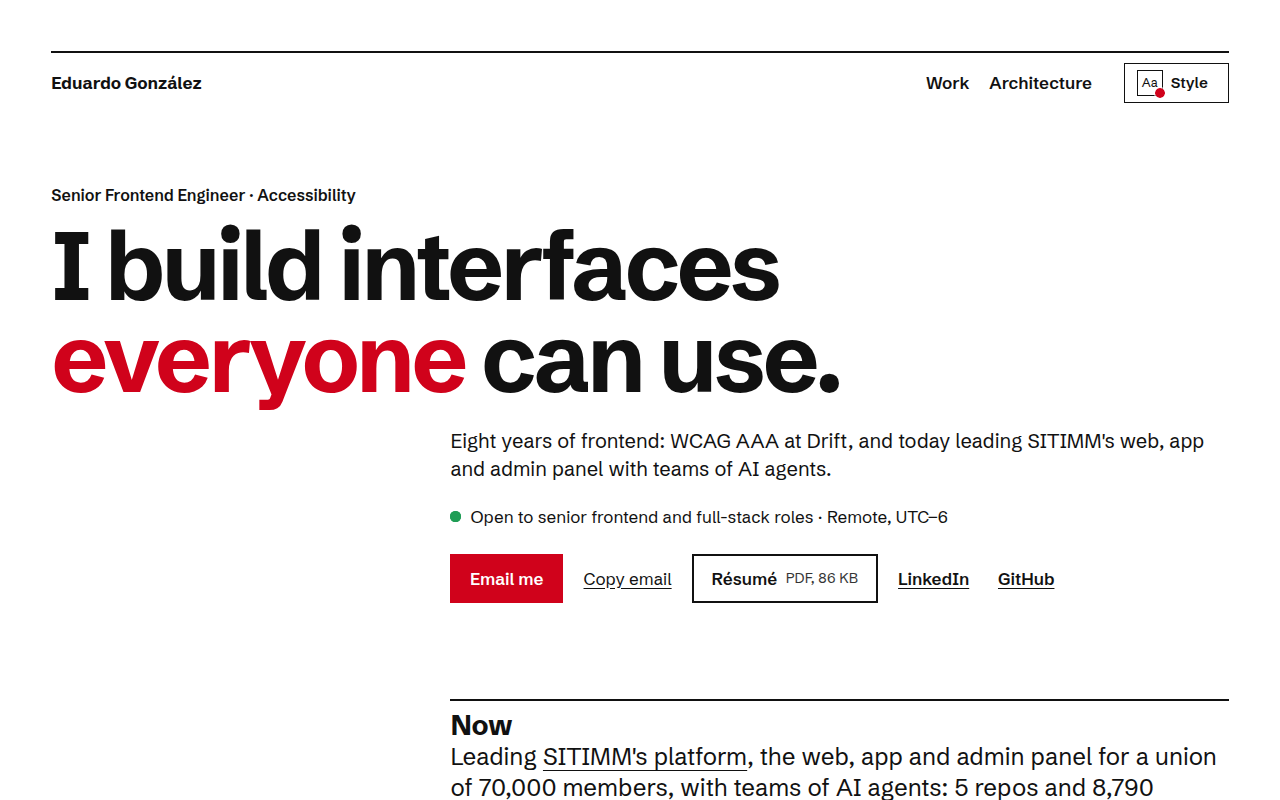 Eduardo González
Work Architecture Aa Style
Senior Frontend Engineer · Accessibility
I build interfaces
everyone can use.
Eight years of frontend: WCAG AAA at Drift, and today leading SITIMM's web, app
and admin panel with teams of AI agents.
Open to senior frontend and full-stack roles · Remote, UTC−6
Email me Copy email Résumé PDF, 86 KB LinkedIn GitHub
Now
Leading SITIMM's platform, the web, app and admin panel for a union
of 70,000 members, with teams of AI agents: 5 repos and 8,790